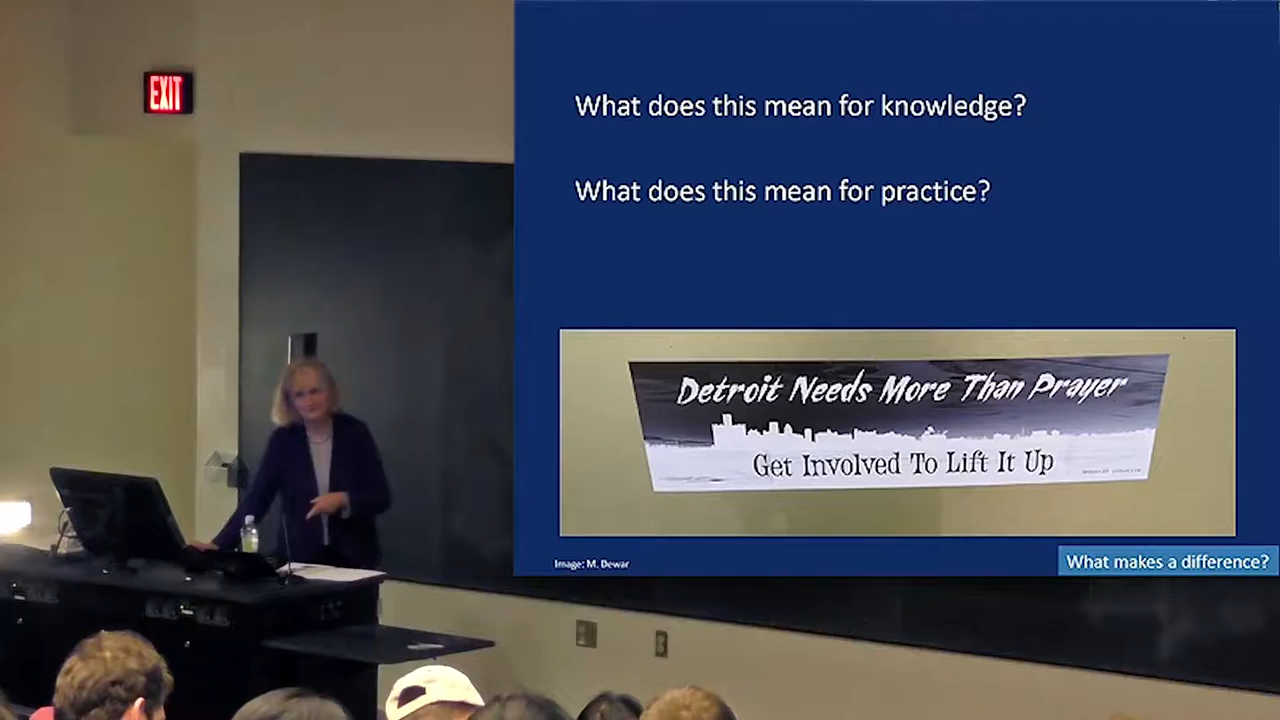 EXIT
What does this mean for knowledge?
What does this mean for practice?
Detroit Needs More Than Prayer
Get Involved To Lift It Up
Image: M. Dewar
What makes a difference?